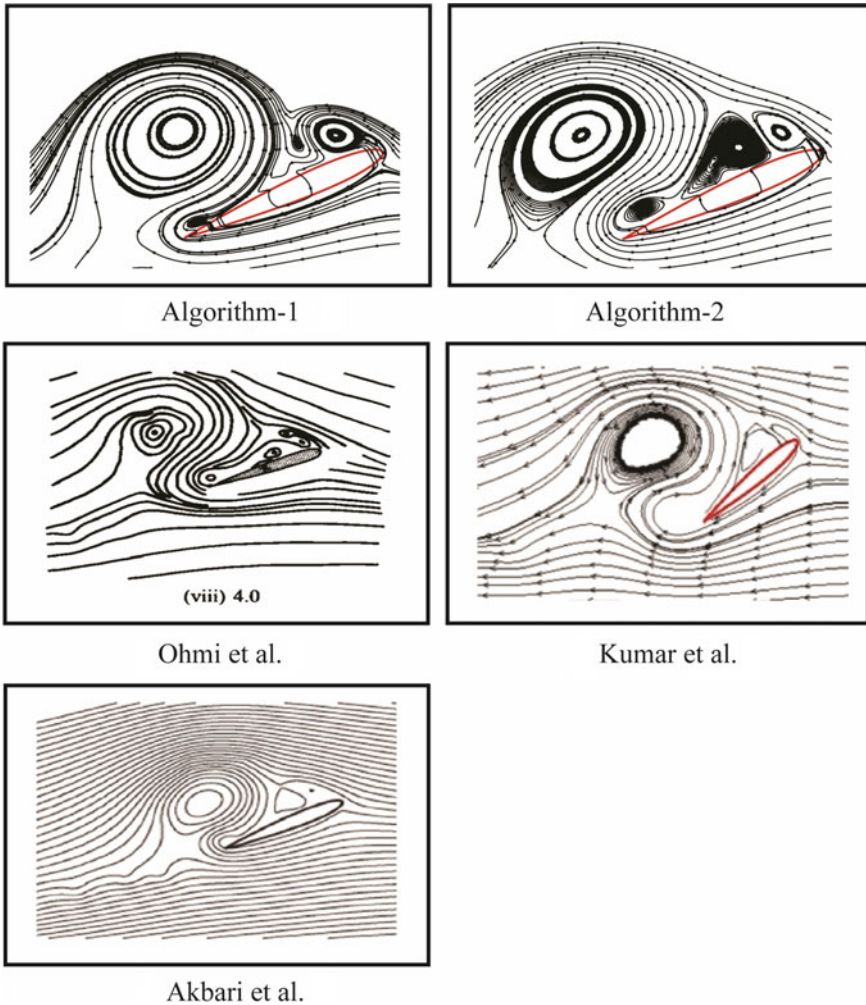 Algorithm-1
Algorithm-2
(viii) 4.0
Ohmi et al.
Kumar et al.
Akbari et al.